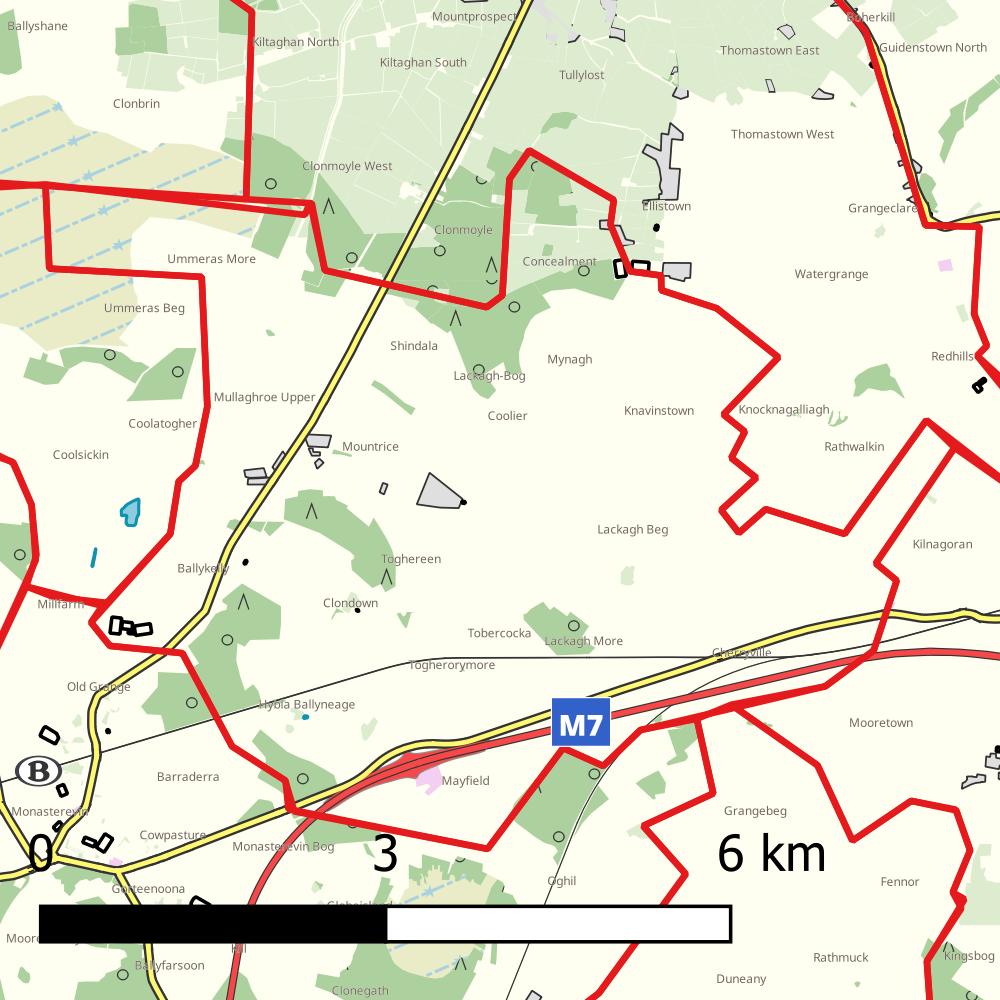 Mountprospect
Boherkill
Ballyshane
Kiltaghan North
Guidenstown North
Thomastown East
Kiltaghan South
Tullylost
Clonbrin
Thomastown West
Clonmoyle West
Ellistown
Grangeclare
Clonmoyle
Ummeras More
Concealment
Watergrange
Ummeras Beg
Shindala
Mynagh
Redhills
Lackagh-Bog
Mullaghroe Upper
Coolier
Knavinstown
Knocknagalliagh
Coolatogher
Mountrice
Rathwalkin
Coolsickin
Lackagh Beg
Kilnagoran
Toghereen
Ballykelly
Millfarm
Clondown
Tobercocka
Lackagh More
Cherryville
Togherorymore
Old Grange
Hybla Ballyneage
M7
Mooretown
B
Barraderra
Mayfield
Monasterevin
Grangebeg
Cowpasture
Monasterevin Bog
0 3 6 km
Gorteenoona
Oghil
Fennor
Ballyfarsoon
Rathmuck
Kingsbog
Duneany
Clonegath